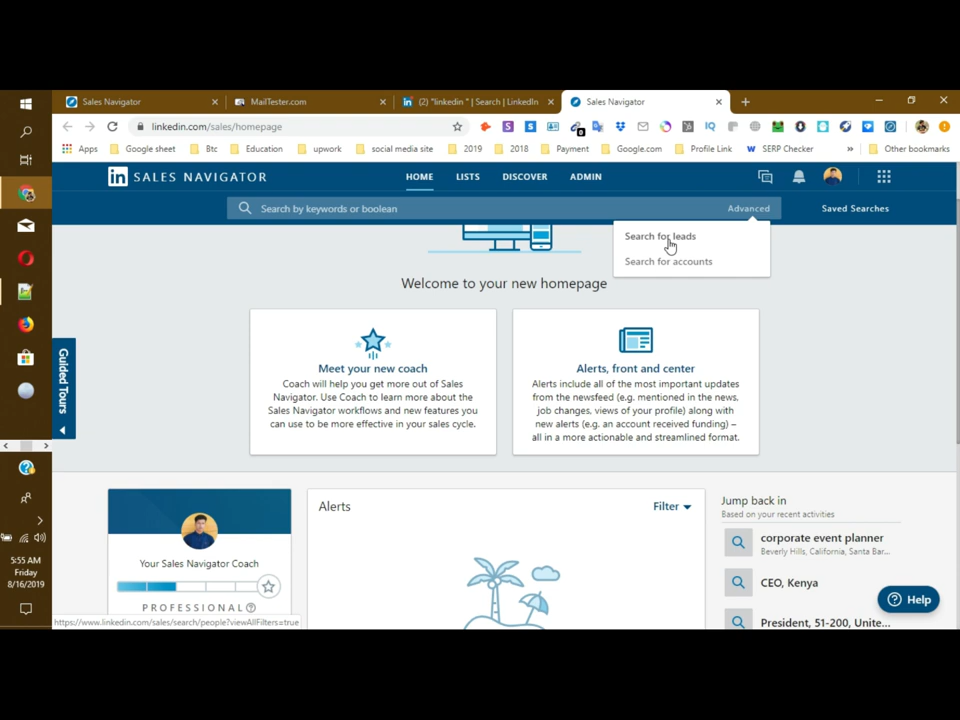 Sales Navigator
MailTester.com
(2) "linkedin " | Search | LinkedIn
Sales Navigator
linkedin.com/sales/homepage
Apps
Google sheet
Btc
Education
upwork
social media site
2019
2018
Payment
Google.com
Profile Link
SERP Checker
»
Other bookmarks
in SALES NAVIGATOR
HOME
LISTS
DISCOVER
ADMIN
Search by keywords or boolean
Advanced
Saved Searches
Search for leads
Search for accounts
Welcome to your new homepage
Meet your new coach
Coach will help you get more out of Sales
Navigator. Use Coach to learn more about the
Sales Navigator workflows and new features you
can use to be more effective in your sales cycle.
Alerts, front and center
Alerts include all of the most important updates
from the newsfeed (e.g. mentioned in the news,
job changes, views of your profile) along with
new alerts (e.g. an account received funding) –
all in a more actionable and streamlined format.
Guided Tours
Your Sales Navigator Coach
PROFESSIONAL
Alerts
Filter
Jump back in
Based on your recent activities
corporate event planner
Beverly Hills, California, Santa Bar...
CEO, Kenya
President, 51-200, Unite...
Help
5:55 AM
Friday
8/16/2019
https://www.linkedin.com/sales/search/people?viewAllFilters=true